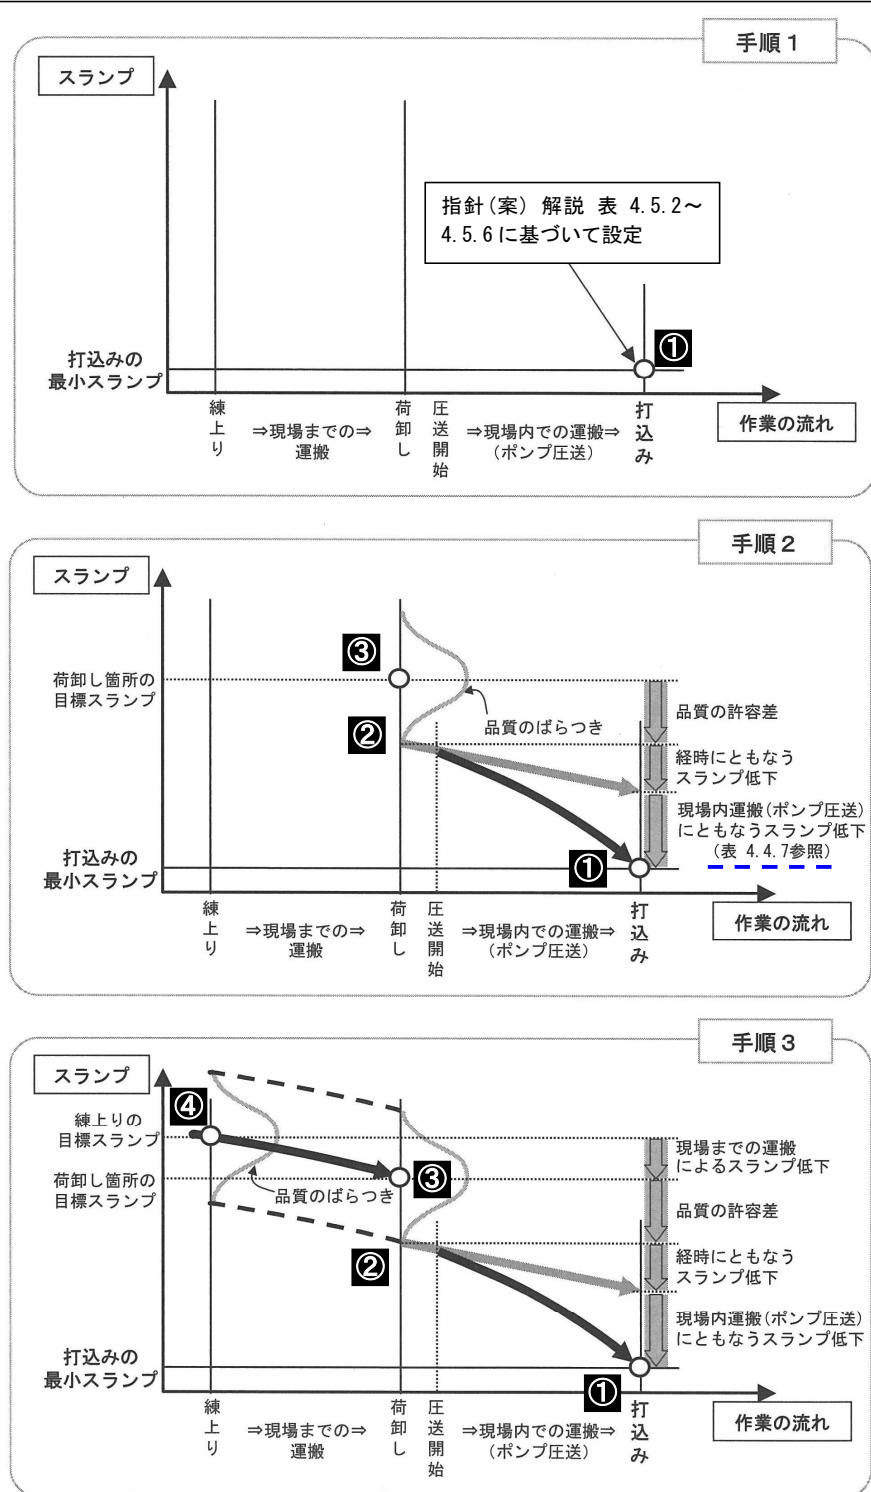 手順1
スランプ
指針(案) 解説 表 4.5.2～
4.5.6に基づいて設定
①
打込みの
最小スランプ
練上り
⇒現場までの⇒
運搬
荷卸し
圧送開始
⇒現場内での運搬⇒
(ポンプ圧送)
打込み
作業の流れ
手順2
スランプ
③
荷卸し箇所の
目標スランプ
品質のばらつき
②
品質の許容差
経時にともなう
スランプ低下
現場内運搬(ポンプ圧送)
にともなうスランプ低下
(表 4.4.7参照)
①
打込みの
最小スランプ
練上り
⇒現場までの⇒
運搬
荷卸し
圧送開始
⇒現場内での運搬⇒
(ポンプ圧送)
打込み
作業の流れ
手順3
スランプ
④
練上りの
目標スランプ
現場までの運搬
によるスランプ低下
荷卸し箇所の
目標スランプ
品質のばらつき
③
品質の許容差
②
経時にともなう
スランプ低下
現場内運搬(ポンプ圧送)
にともなうスランプ低下
打込みの
最小スランプ
①
練上り
⇒現場までの⇒
運搬
荷卸し
圧送開始
⇒現場内での運搬⇒
(ポンプ圧送)
打込み
作業の流れ